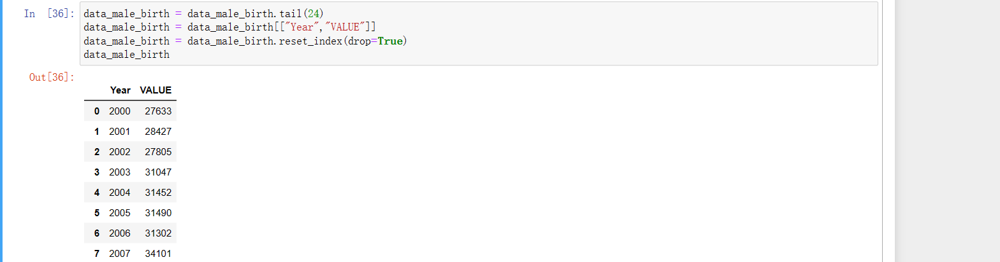 In [36]: data_male_birth = data_male_birth.tail(24)
data_male_birth = data_male_birth[["Year","VALUE"]]
data_male_birth = data_male_birth.reset_index(drop=True)
data_male_birth
Out[36]:
Year VALUE
0 2000 27633
1 2001 28427
2 2002 27805
3 2003 31047
4 2004 31452
5 2005 31490
6 2006 31302
7 2007 34101